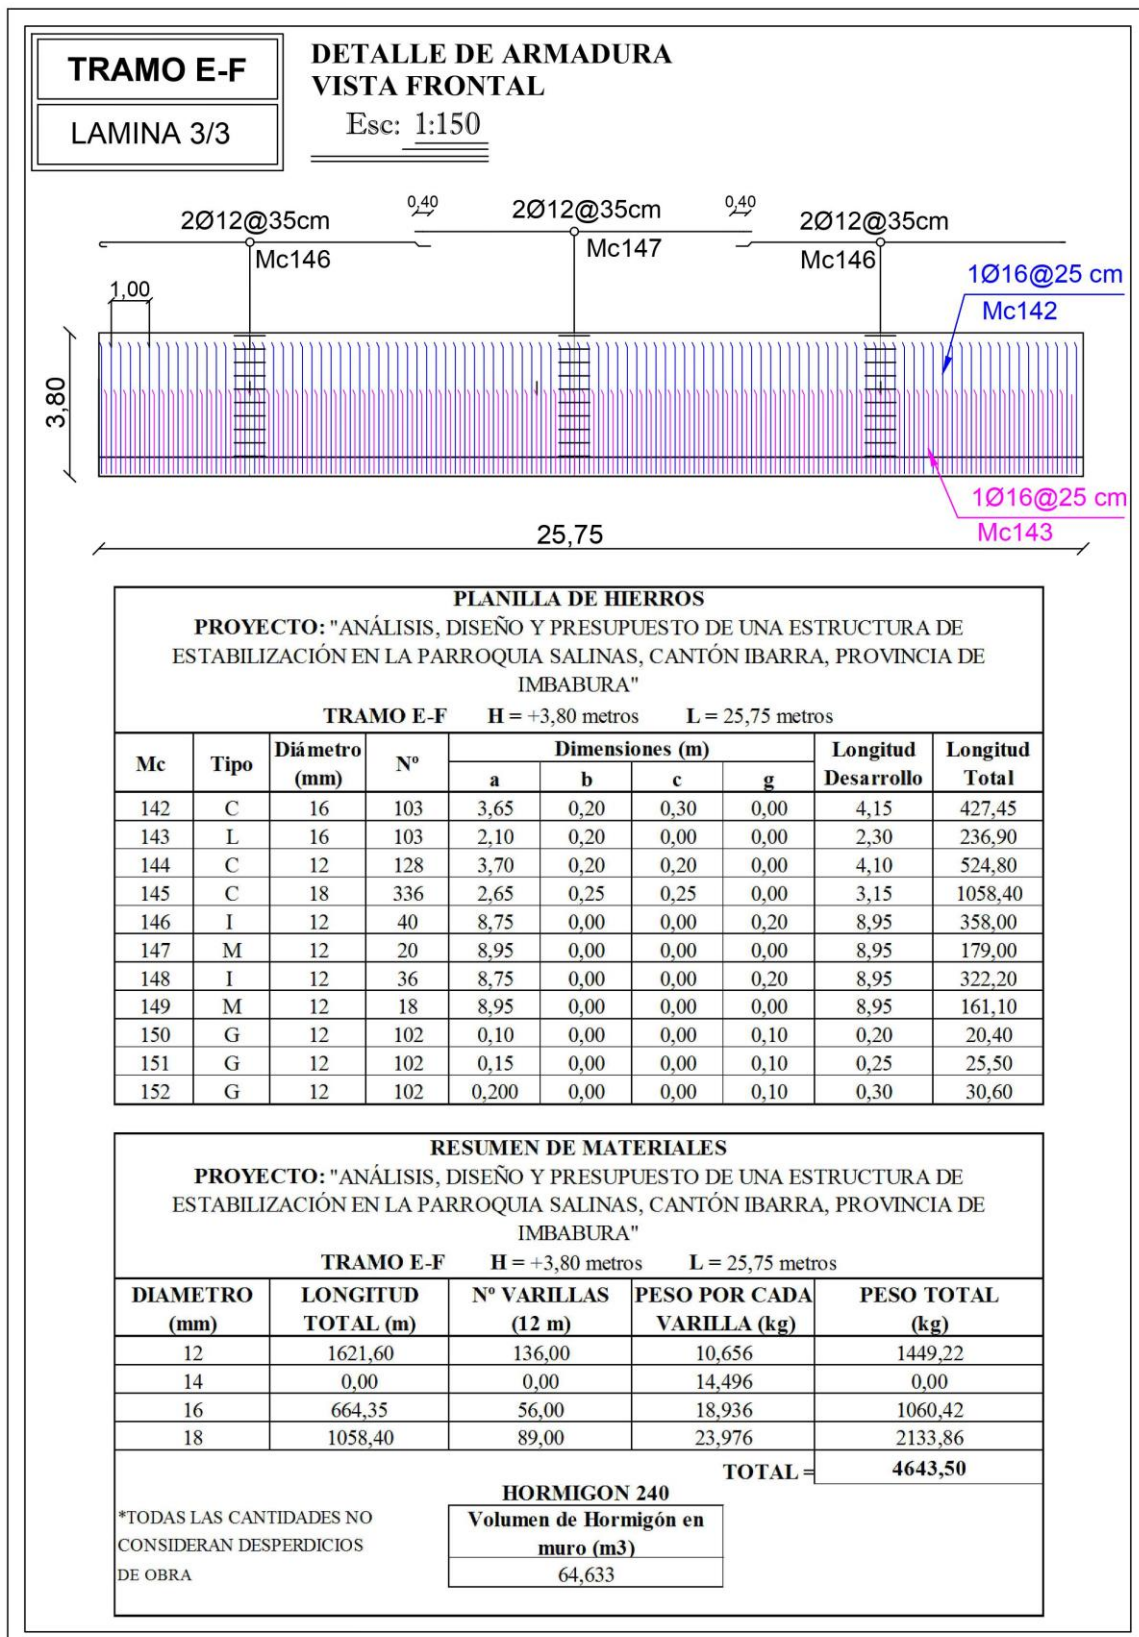 TRAMO E-F
LAMINA 3/3
DETALLE DE ARMADURA
VISTA FRONTAL
Esc: 1:150
2Ø12@35cm
Mc146
0,40
2Ø12@35cm
Mc147
0,40
2Ø12@35cm
Mc146
1Ø16@25 cm
Mc142
1,00
3,80
1Ø16@25 cm
Mc143
25,75
PLANILLA DE HIERROS
PROYECTO: "ANÁLISIS, DISEÑO Y PRESUPUESTO DE UNA ESTRUCTURA DE
ESTABILIZACIÓN EN LA PARROQUIA SALINAS, CANTÓN IBARRA, PROVINCIA DE
IMBABURA"
TRAMO E-F H = +3,80 metros L = 25,75 metros
Mc Tipo Diámetro (mm) Nº Dimensiones (m) Longitud Desarrollo Longitud Total
a b c g
142 C 16 103 3,65 0,20 0,30 0,00 4,15 427,45
143 L 16 103 2,10 0,20 0,00 0,00 2,30 236,90
144 C 12 128 3,70 0,20 0,20 0,00 4,10 524,80
145 C 18 336 2,65 0,25 0,25 0,00 3,15 1058,40
146 I 12 40 8,75 0,00 0,00 0,20 8,95 358,00
147 M 12 20 8,95 0,00 0,00 0,00 8,95 179,00
148 I 12 36 8,75 0,00 0,00 0,20 8,95 322,20
149 M 12 18 8,95 0,00 0,00 0,00 8,95 161,10
150 G 12 102 0,10 0,00 0,00 0,10 0,20 20,40
151 G 12 102 0,15 0,00 0,00 0,10 0,25 25,50
152 G 12 102 0,200 0,00 0,00 0,10 0,30 30,60
RESUMEN DE MATERIALES
PROYECTO: "ANÁLISIS, DISEÑO Y PRESUPUESTO DE UNA ESTRUCTURA DE
ESTABILIZACIÓN EN LA PARROQUIA SALINAS, CANTÓN IBARRA, PROVINCIA DE
IMBABURA"
TRAMO E-F H = +3,80 metros L = 25,75 metros
DIAMETRO LONGITUD Nº VARILLAS PESO POR CADA PESO TOTAL
(mm) TOTAL (m) (12 m) VARILLA (kg) (kg)
12 1621,60 136,00 10,656 1449,22
14 0,00 0,00 14,496 0,00
16 664,35 56,00 18,936 1060,42
18 1058,40 89,00 23,976 2133,86
TOTAL = 4643,50
HORMIGON 240
*TODAS LAS CANTIDADES NO
CONSIDERAN DESPERDICIOS
DE OBRA
Volumen de Hormigón en
muro (m3)
64,633